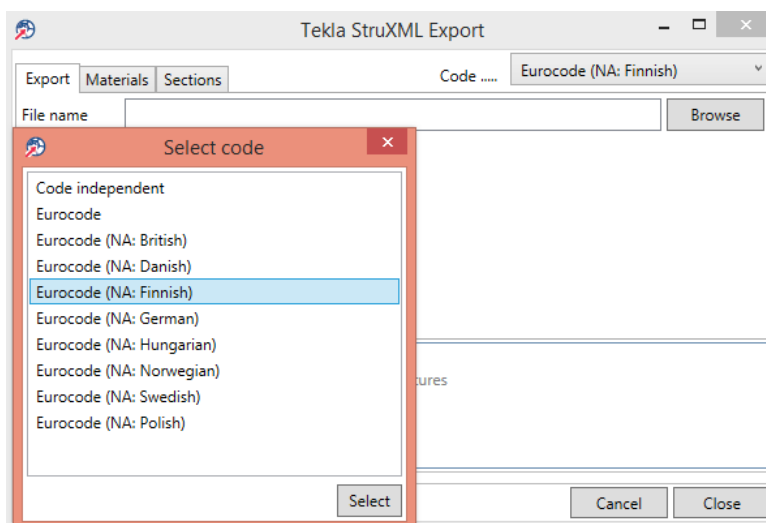 Tekla StruXML Export
Export Materials Sections Code ..... Eurocode (NA: Finnish)
File name Browse
Select code
Code independent
Eurocode
Eurocode (NA: British)
Eurocode (NA: Danish)
Eurocode (NA: Finnish)
Eurocode (NA: German)
Eurocode (NA: Hungarian)
Eurocode (NA: Norwegian)
tures
Eurocode (NA: Swedish)
Eurocode (NA: Polish)
Select
Cancel Close